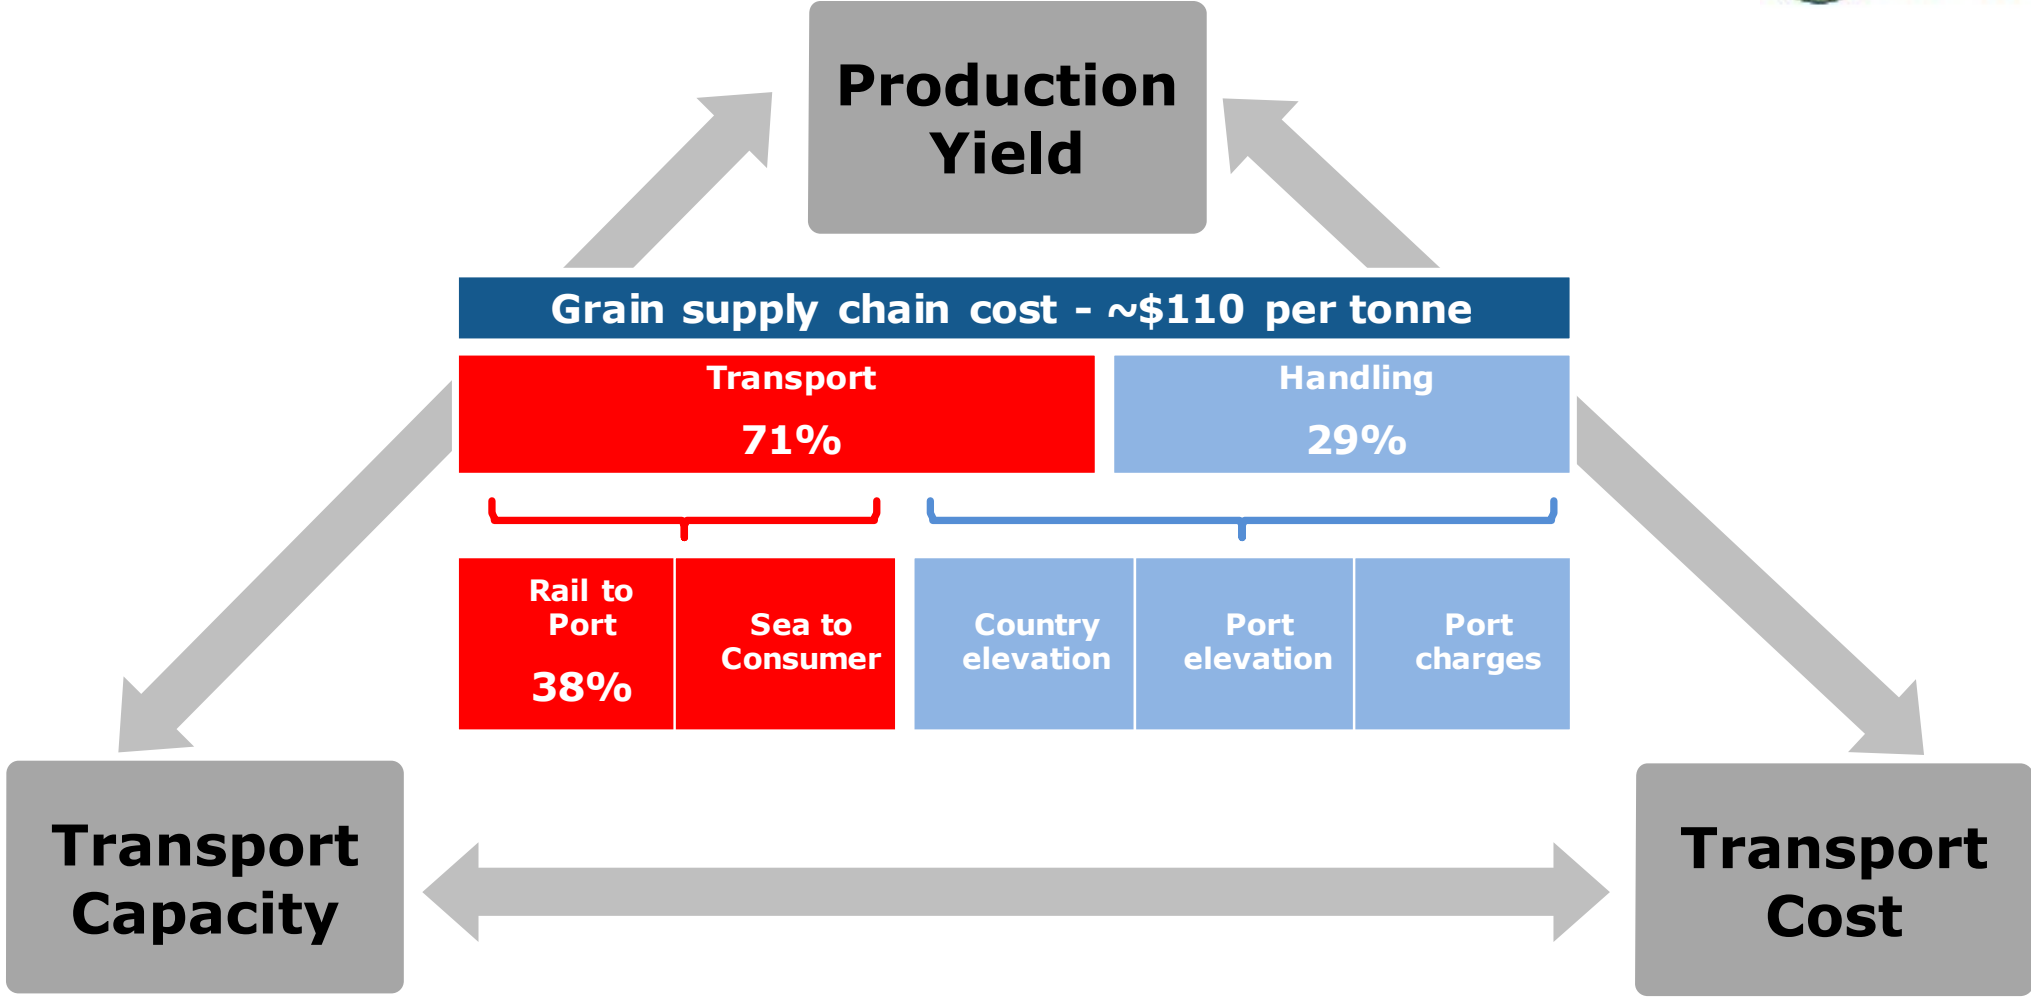 Production
Yield
Grain supply chain cost - ~$110 per tonne
Transport
71%
Handling
29%
Rail to
Port
38%
Sea to
Consumer
Country
elevation
Port
elevation
Port
charges
Transport
Capacity
Transport
Cost